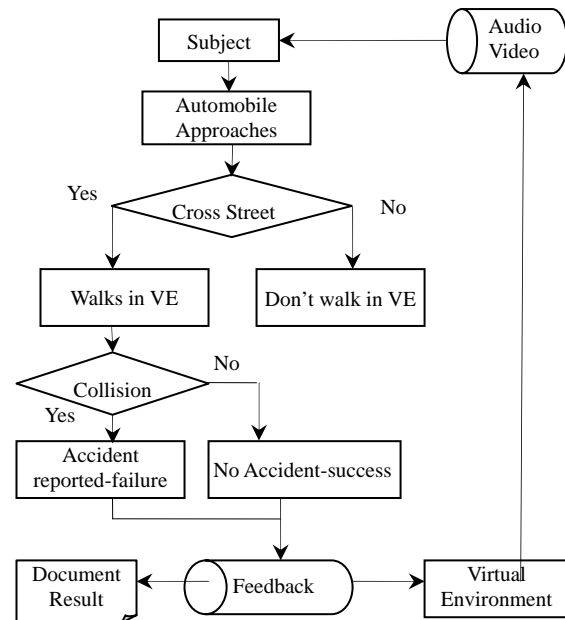 Subject
Audio
Video
Automobile
Approaches
Yes
Cross Street
No
Walks in VE
Don't walk in VE
No
Collision
Yes
Accident
reported-failure
No Accident-success
Document
Result
Feedback
Virtual
Environment